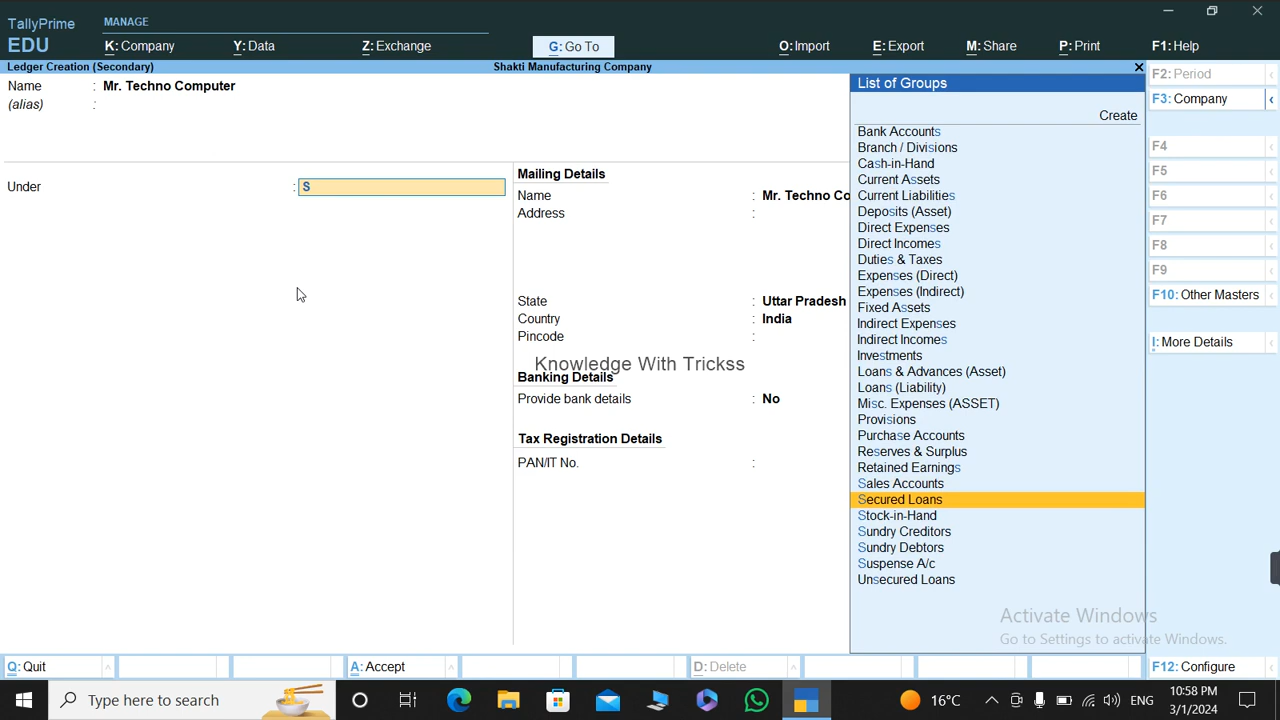 TallyPrime
EDU
MANAGE
K: Company
Y: Data
Z: Exchange
G: Go To
O: Import
E: Export
M: Share
P: Print
F1: Help
Ledger Creation (Secondary)
Shakti Manufacturing Company
Name : Mr. Techno Computer
(alias) :
Under : S
Mailing Details
Name : Mr. Techno Co
Address :
State : Uttar Pradesh
Country : India
Pincode :
Knowledge With Trickss
Banking Details
Provide bank details : No
Tax Registration Details
PAN/IT No. :
List of Groups
Create
Bank Accounts
Branch / Divisions
Cash-in-Hand
Current Assets
Current Liabilities
Deposits (Asset)
Direct Expenses
Direct Incomes
Duties & Taxes
Expenses (Direct)
Expenses (Indirect)
Fixed Assets
Indirect Expenses
Indirect Incomes
Investments
Loans & Advances (Asset)
Loans (Liability)
Misc. Expenses (ASSET)
Provisions
Purchase Accounts
Reserves & Surplus
Retained Earnings
Sales Accounts
Secured Loans
Stock-in-Hand
Sundry Creditors
Sundry Debtors
Suspense A/c
Unsecured Loans
F2: Period
F3: Company
F4
F5
F6
F7
F8
F9
F10: Other Masters
I: More Details
Activate Windows
Go to Settings to activate Windows.
Q: Quit
A: Accept
D: Delete
F12: Configure
Type here to search
16°C
ENG
10:58 PM
3/1/2024